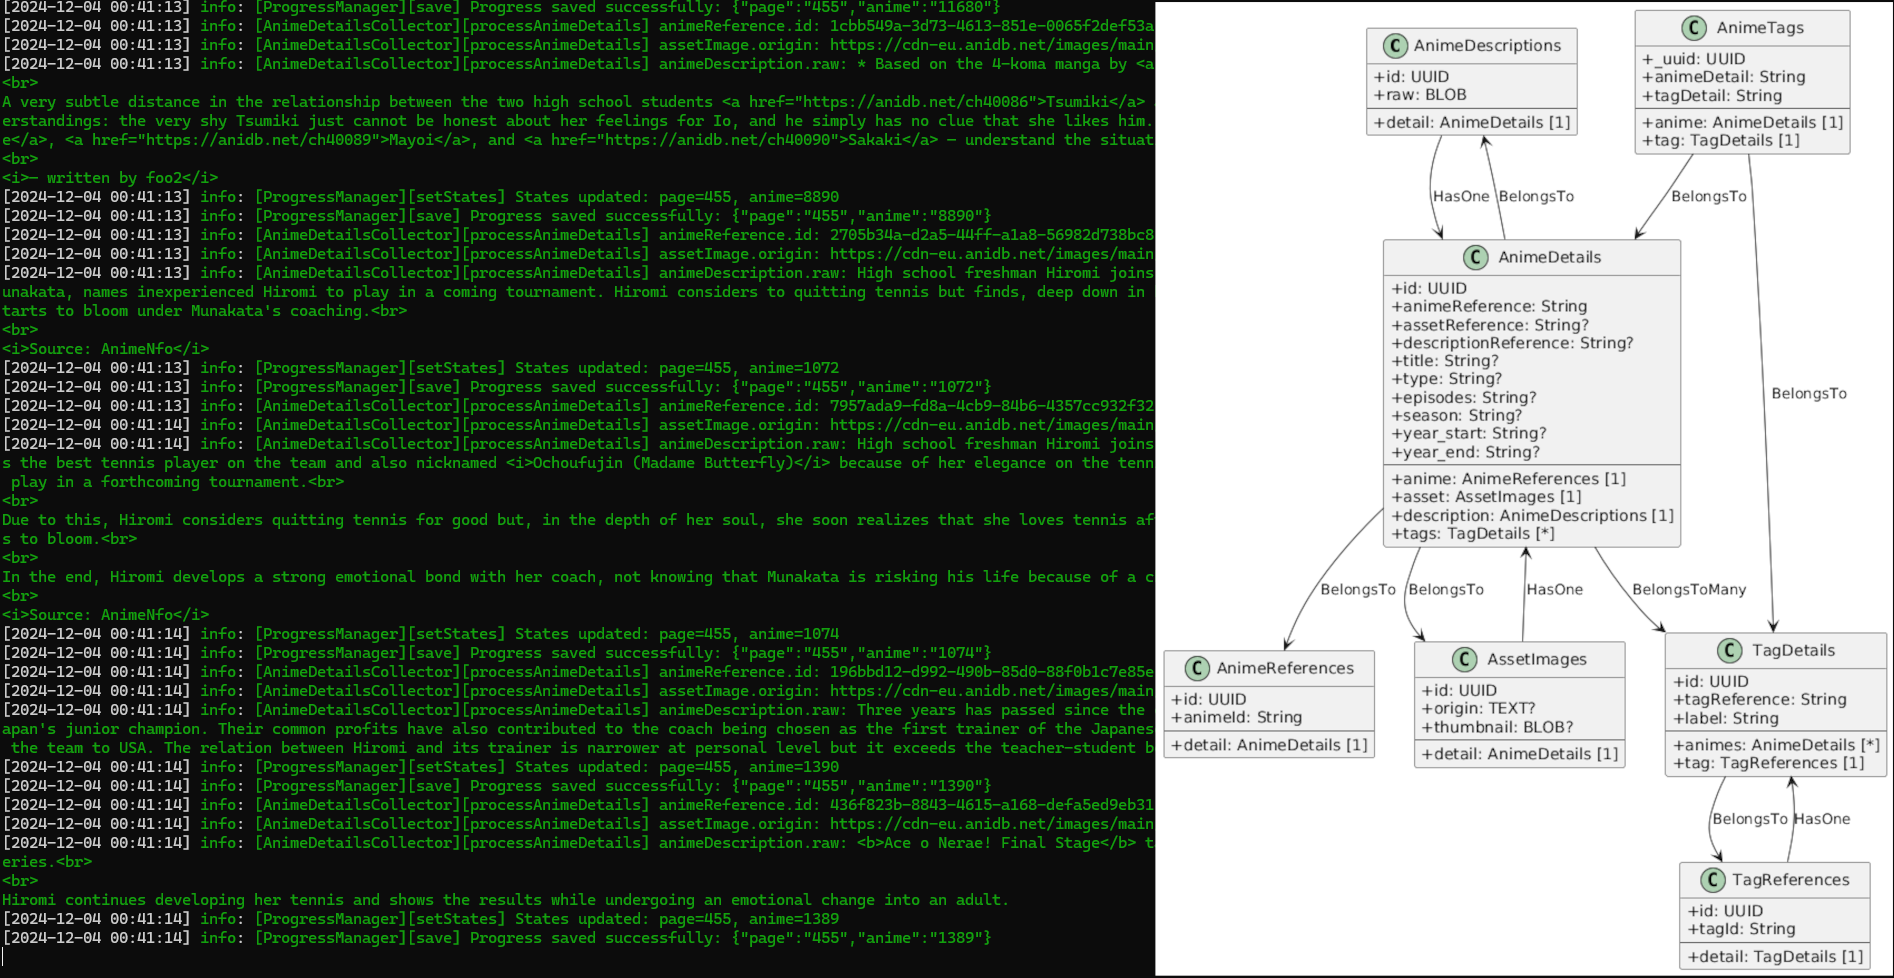 [2024-12-04 00:41:13] info: [ProgressManager][save] Progress saved successfully: {"page":"455","anime":"11680"}
[2024-12-04 00:41:13] info: [AnimeDetailsCollector][processAnimeDetails] animeReference.id: 1cbb549a-3d73-4613-851e-0065f2def53a
[2024-12-04 00:41:13] info: [AnimeDetailsCollector][processAnimeDetails] assetImage.origin: https://cdn-eu.anidb.net/images/main
[2024-12-04 00:41:13] info: [AnimeDetailsCollector][processAnimeDetails] animeDescription.raw: * Based on the 4-koma manga by <a
<br>
A very subtle distance in the relationship between the two high school students <a href="https://anidb.net/ch40086">Tsumiki</a>
erstandings: the very shy Tsumiki just cannot be honest about her feelings for Io, and he simply has no clue that she likes him.
e</a>, <a href="https://anidb.net/ch40089">Mayoi</a>, and <a href="https://anidb.net/ch40090">Sakaki</a> — understand the situat
<br>
<i>— written by foo2</i>
[2024-12-04 00:41:13] info: [ProgressManager][setStates] States updated: page=455, anime=8890
[2024-12-04 00:41:13] info: [ProgressManager][save] Progress saved successfully: {"page":"455","anime":"8890"}
[2024-12-04 00:41:13] info: [AnimeDetailsCollector][processAnimeDetails] animeReference.id: 2705b34a-d2a5-44ff-a1a8-56982d738bc8
[2024-12-04 00:41:13] info: [AnimeDetailsCollector][processAnimeDetails] assetImage.origin: https://cdn-eu.anidb.net/images/main
[2024-12-04 00:41:13] info: [AnimeDetailsCollector][processAnimeDetails] animeDescription.raw: High school freshman Hiromi joins
unakata, names inexperienced Hiromi to play in a coming tournament. Hiromi considers to quitting tennis but finds, deep down in
tarts to bloom under Munakata's coaching.<br>
<br>
<i>Source: AnimeNfo</i>
[2024-12-04 00:41:13] info: [ProgressManager][setStates] States updated: page=455, anime=1072
[2024-12-04 00:41:13] info: [ProgressManager][save] Progress saved successfully: {"page":"455","anime":"1072"}
[2024-12-04 00:41:13] info: [AnimeDetailsCollector][processAnimeDetails] animeReference.id: 7957ada9-fd8a-4cb9-84b6-4357cc932f32
[2024-12-04 00:41:14] info: [AnimeDetailsCollector][processAnimeDetails] assetImage.origin: https://cdn-eu.anidb.net/images/main
[2024-12-04 00:41:14] info: [AnimeDetailsCollector][processAnimeDetails] animeDescription.raw: High school freshman Hiromi joins
s the best tennis player on the team and also nicknamed <i>Ochoufujin (Madame Butterfly)</i> because of her elegance on the tenn
play in a forthcoming tournament.<br>
<br>
Due to this, Hiromi considers quitting tennis for good but, in the depth of her soul, she soon realizes that she loves tennis af
s to bloom.<br>
<br>
In the end, Hiromi develops a strong emotional bond with her coach, not knowing that Munakata is risking his life because of a c
<br>
<i>Source: AnimeNfo</i>
[2024-12-04 00:41:14] info: [ProgressManager][setStates] States updated: page=455, anime=1074
[2024-12-04 00:41:14] info: [ProgressManager][save] Progress saved successfully: {"page":"455","anime":"1074"}
[2024-12-04 00:41:14] info: [AnimeDetailsCollector][processAnimeDetails] animeReference.id: 196bbd12-d992-490b-85d0-88f0b1c7e85e
[2024-12-04 00:41:14] info: [AnimeDetailsCollector][processAnimeDetails] assetImage.origin: https://cdn-eu.anidb.net/images/main
[2024-12-04 00:41:14] info: [AnimeDetailsCollector][processAnimeDetails] animeDescription.raw: Three years has passed since the
apan's junior champion. Their common profits have also contributed to the coach being chosen as the first trainer of the Japanes
the team to USA. The relation between Hiromi and its trainer is narrower at personal level but it exceeds the teacher-student b
[2024-12-04 00:41:14] info: [ProgressManager][setStates] States updated: page=455, anime=1390
[2024-12-04 00:41:14] info: [ProgressManager][save] Progress saved successfully: {"page":"455","anime":"1390"}
[2024-12-04 00:41:14] info: [AnimeDetailsCollector][processAnimeDetails] animeReference.id: 436f823b-8843-4615-a168-defa5ed9eb31
[2024-12-04 00:41:14] info: [AnimeDetailsCollector][processAnimeDetails] assetImage.origin: https://cdn-eu.anidb.net/images/main
[2024-12-04 00:41:14] info: [AnimeDetailsCollector][processAnimeDetails] animeDescription.raw: <b>Ace o Nerae! Final Stage</b> t
eries.<br>
<br>
Hiromi continues developing her tennis and shows the results while undergoing an emotional change into an adult.
[2024-12-04 00:41:14] info: [ProgressManager][setStates] States updated: page=455, anime=1389
[2024-12-04 00:41:14] info: [ProgressManager][save] Progress saved successfully: {"page":"455","anime":"1389"}
C AnimeDescriptions
+id: UUID
+raw: BLOB
+detail: AnimeDetails [1]
C AnimeTags
+_uuid: UUID
+animeDetail: String
+tagDetail: String
+anime: AnimeDetails [1]
+tag: TagDetails [1]
HasOne
BelongsTo
BelongsTo
C AnimeDetails
+id: UUID
+animeReference: String
+assetReference: String?
+descriptionReference: String?
+title: String?
+type: String?
+episodes: String?
+season: String?
+year_start: String?
+year_end: String?
+anime: AnimeReferences [1]
+asset: AssetImages [1]
+description: AnimeDescriptions [1]
+tags: TagDetails [*]
BelongsTo
BelongsTo
BelongsTo
HasOne
BelongsToMany
C AnimeReferences
+id: UUID
+animeId: String
+detail: AnimeDetails [1]
C AssetImages
+id: UUID
+origin: TEXT?
+thumbnail: BLOB?
+detail: AnimeDetails [1]
C TagDetails
+id: UUID
+tagReference: String
+label: String
+animes: AnimeDetails [*]
+tag: TagReferences [1]
BelongsTo
HasOne
C TagReferences
+id: UUID
+tagId: String
+detail: TagDetails [1]